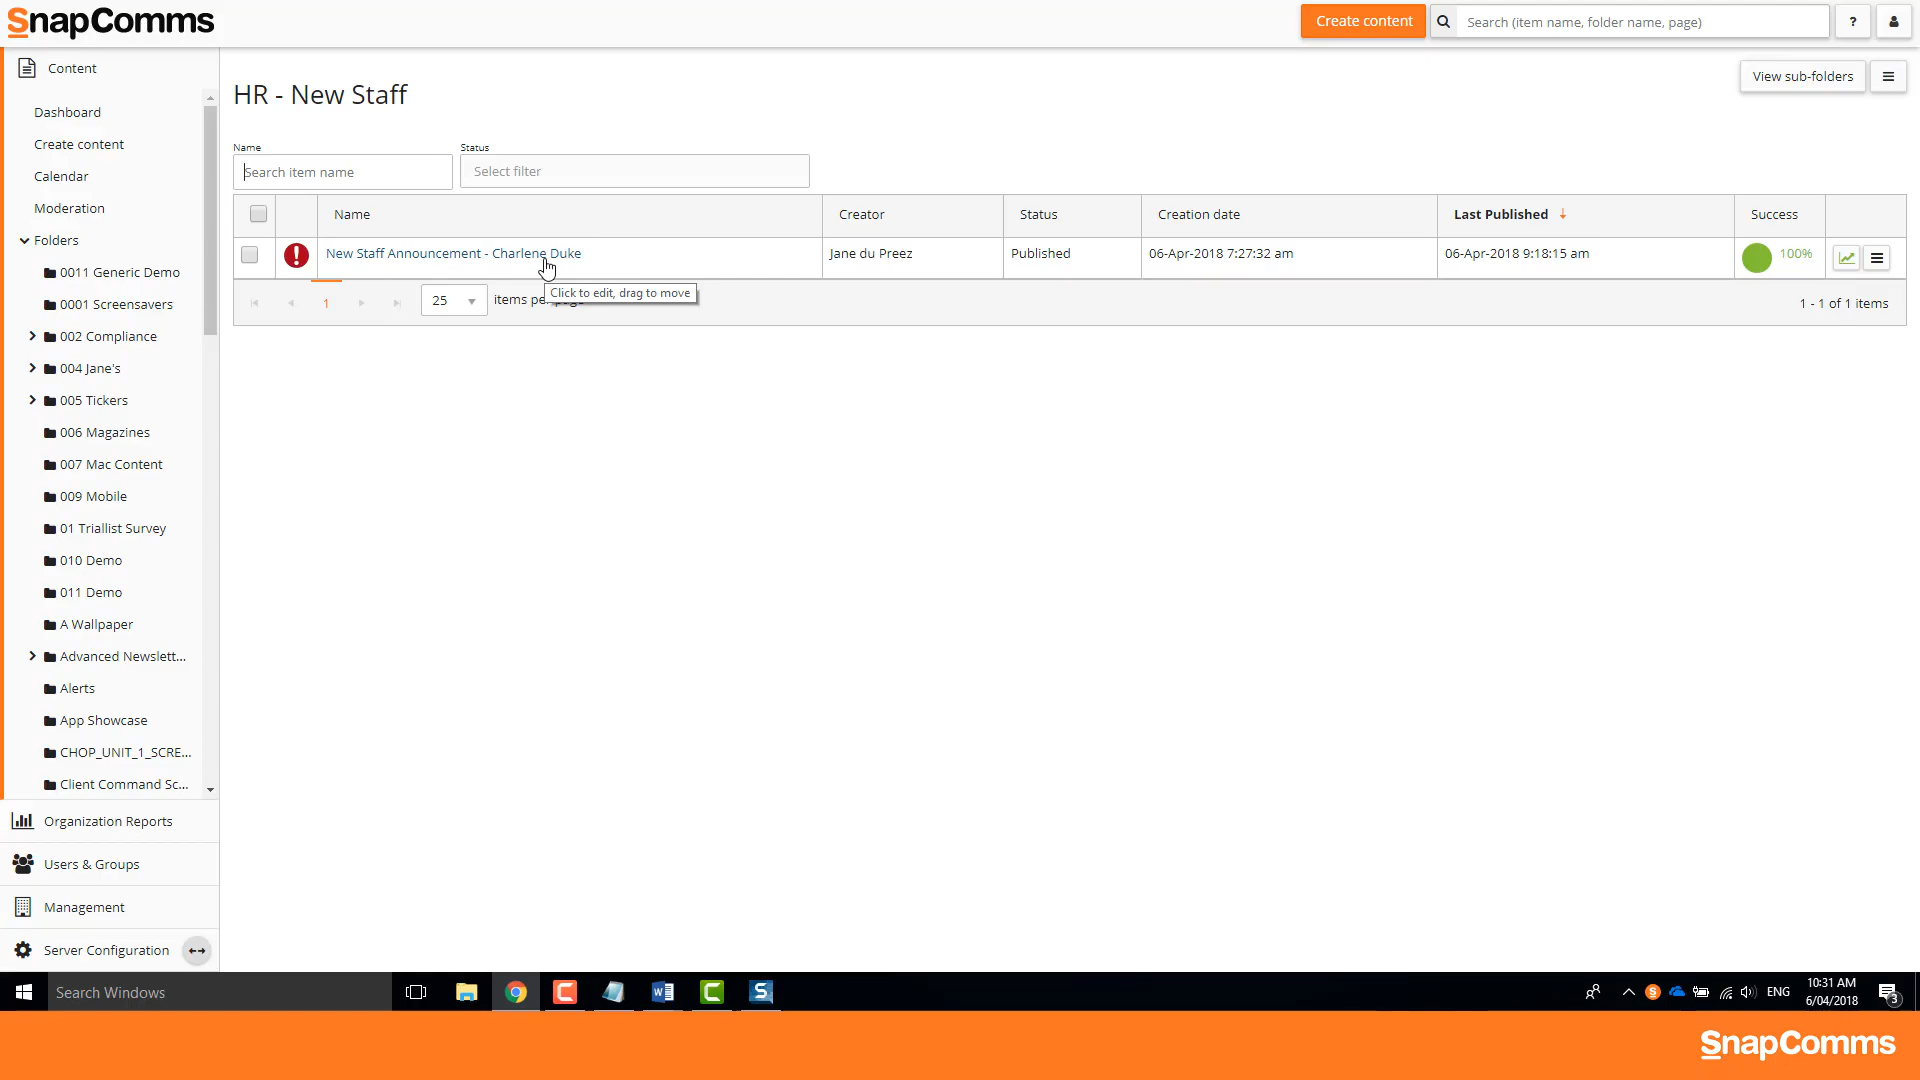 SnapComms
Create content
Search (item name, folder name, page)
?
Content
View sub-folders
HR - New Staff
Dashboard
Create content
Calendar
Moderation
Folders
0011 Generic Demo
0001 Screensavers
002 Compliance
004 Jane's
005 Tickers
006 Magazines
007 Mac Content
009 Mobile
01 Triallist Survey
010 Demo
011 Demo
A Wallpaper
Advanced Newslett...
Alerts
App Showcase
CHOP_UNIT_1_SCRE...
Client Command Sc...
Organization Reports
Users & Groups
Management
Server Configuration
Name Status
Search item name Select filter
Name Creator Status Creation date Last Published Success
New Staff Announcement - Charlene Duke Jane du Preez Published 06-Apr-2018 7:27:32 am 06-Apr-2018 9:18:15 am 100%
Click to edit, drag to move
1 25 items per page 1 - 1 of 1 items
Search Windows
ENG
10:31 AM
6/04/2018
3
SnapComms